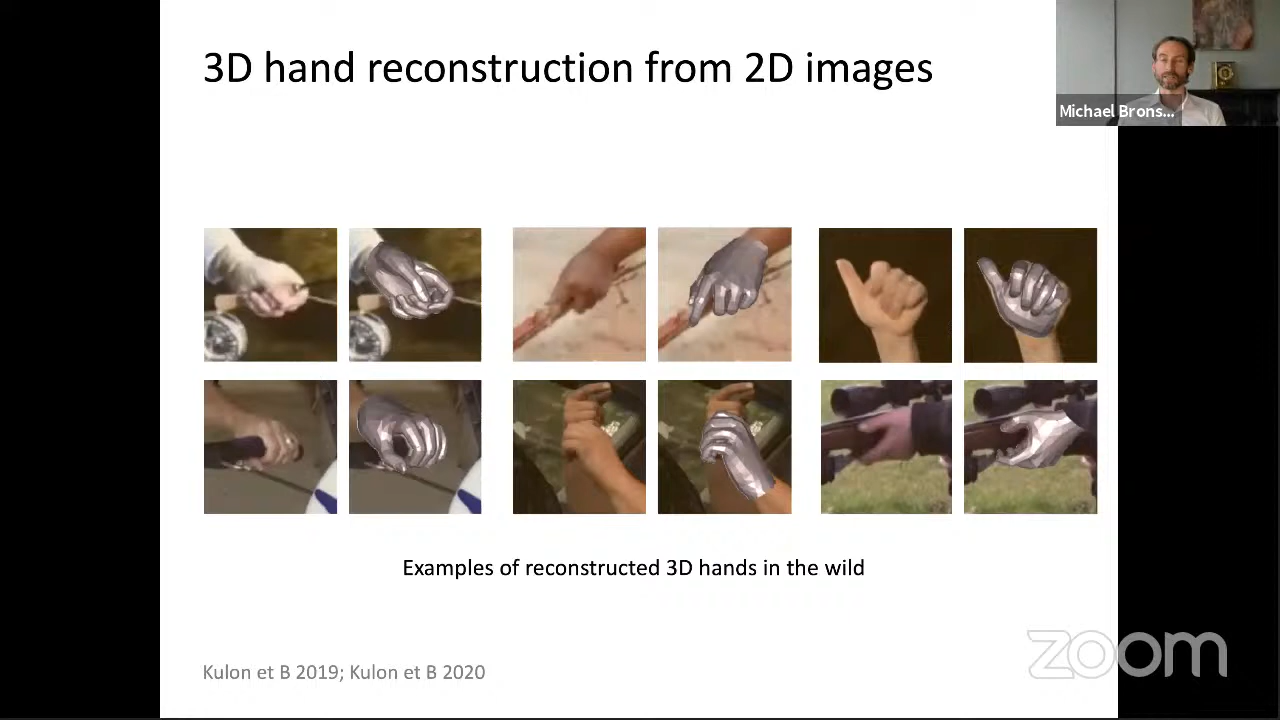 3D hand reconstruction from 2D images
Michael Brons...
Examples of reconstructed 3D hands in the wild
Kulon et B 2019; Kulon et B 2020
zoom